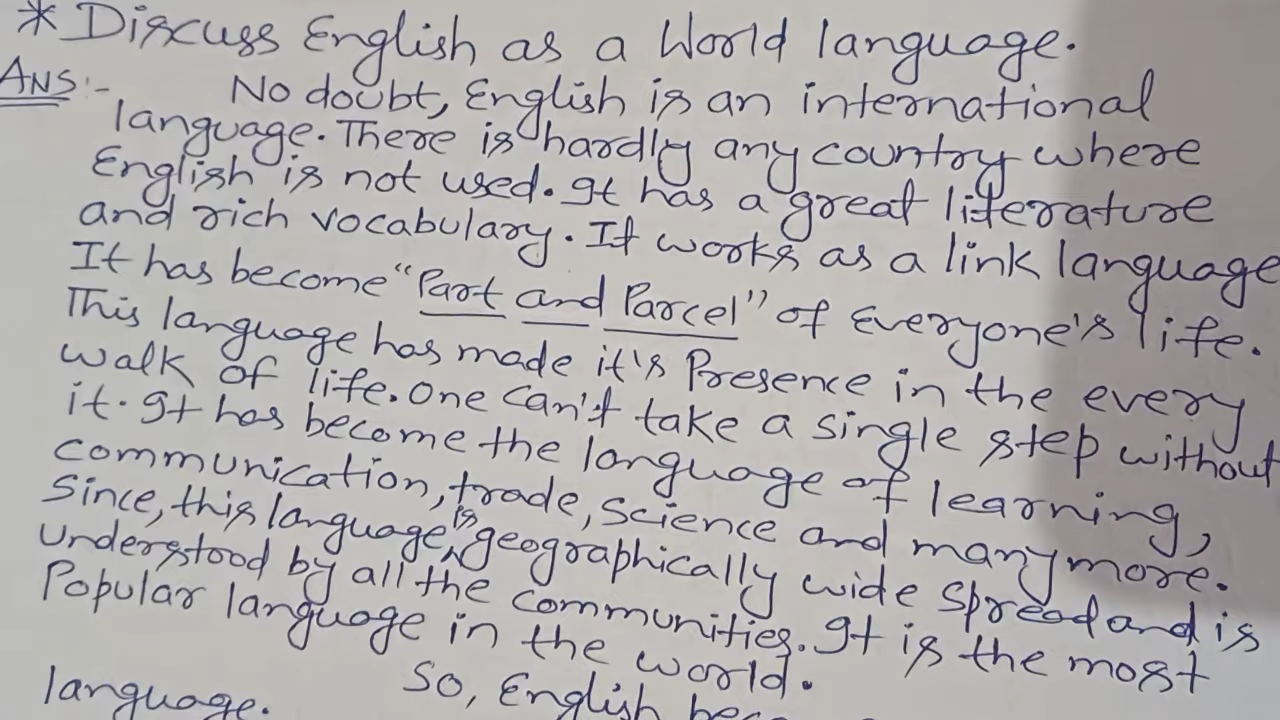 * Discuss English as a World language.
ANS:- No doubt, English is an international
language. There is hardly any country where
English is not used. It has a great literature
and rich vocabulary. It works as a link language
It has become "Part and Parcel" of Everyone's life.
This language has made it's Presence in the every
walk of life. One can't take a single step without
it. It has become the language of learning,
communication, trade, science and many more.
Since, this language is geographically wide spread and is
understood by all the communities. It is the most
Popular language in the world.
So, English
language.